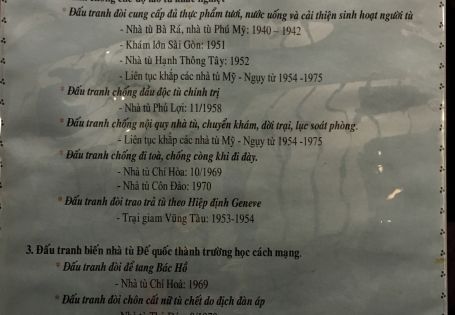 * Đấu tranh đòi cung cấp đủ thực phẩm tươi, nước uống và cải thiện sinh hoạt người tù
- Nhà tù Bà Rá, nhà tù Phú Mỹ: 1940 – 1942
- Khám lớn Sài Gòn: 1951
- Nhà tù Hạnh Thông Tây: 1952
- Liên tục khắp các nhà tù Mỹ - Ngụy từ 1954 -1975
* Đấu tranh chống đầu độc tù chính trị
- Nhà tù Phú Lợi: 11/1958
* Đấu tranh chống nội quy nhà tù, chuyển khám, dời trại, lục soát phòng.
- Liên tục khắp các nhà tù Mỹ - Ngụy từ 1954 -1975
* Đấu tranh chống đi toà, chống còng khi đi đày.
- Nhà tù Chí Hòa: 10/1969
- Nhà tù Côn Đảo: 1970
* Đấu tranh đòi trao trả tù theo Hiệp định Geneve
- Trại giam Vũng Tàu: 1953-1954
3. Đấu tranh biến nhà tù Đế quốc thành trường học cách mạng.
* Đấu tranh đòi để tang Bác Hồ
- Nhà tù Chí Hoà: 1969
* Đấu tranh đòi chôn cất nữ tù chết do địch đàn áp